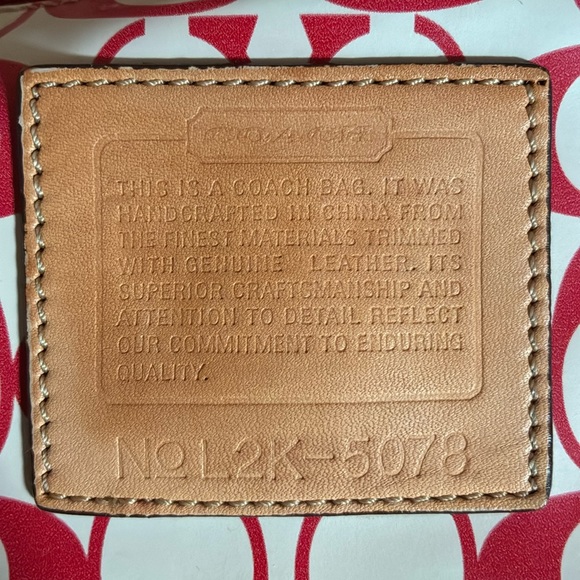 COACH
THIS IS A COACH BAG. IT WAS
HANDCRAFTED IN CHINA FROM
THE FINEST MATERIALS TRIMMED
WITH GENUINE LEATHER. ITS
SUPERIOR CRAFTSMANSHIP AND
ATTENTION TO DETAIL REFLECT
OUR COMMITMENT TO ENDURING
QUALITY.
No L2K-5078